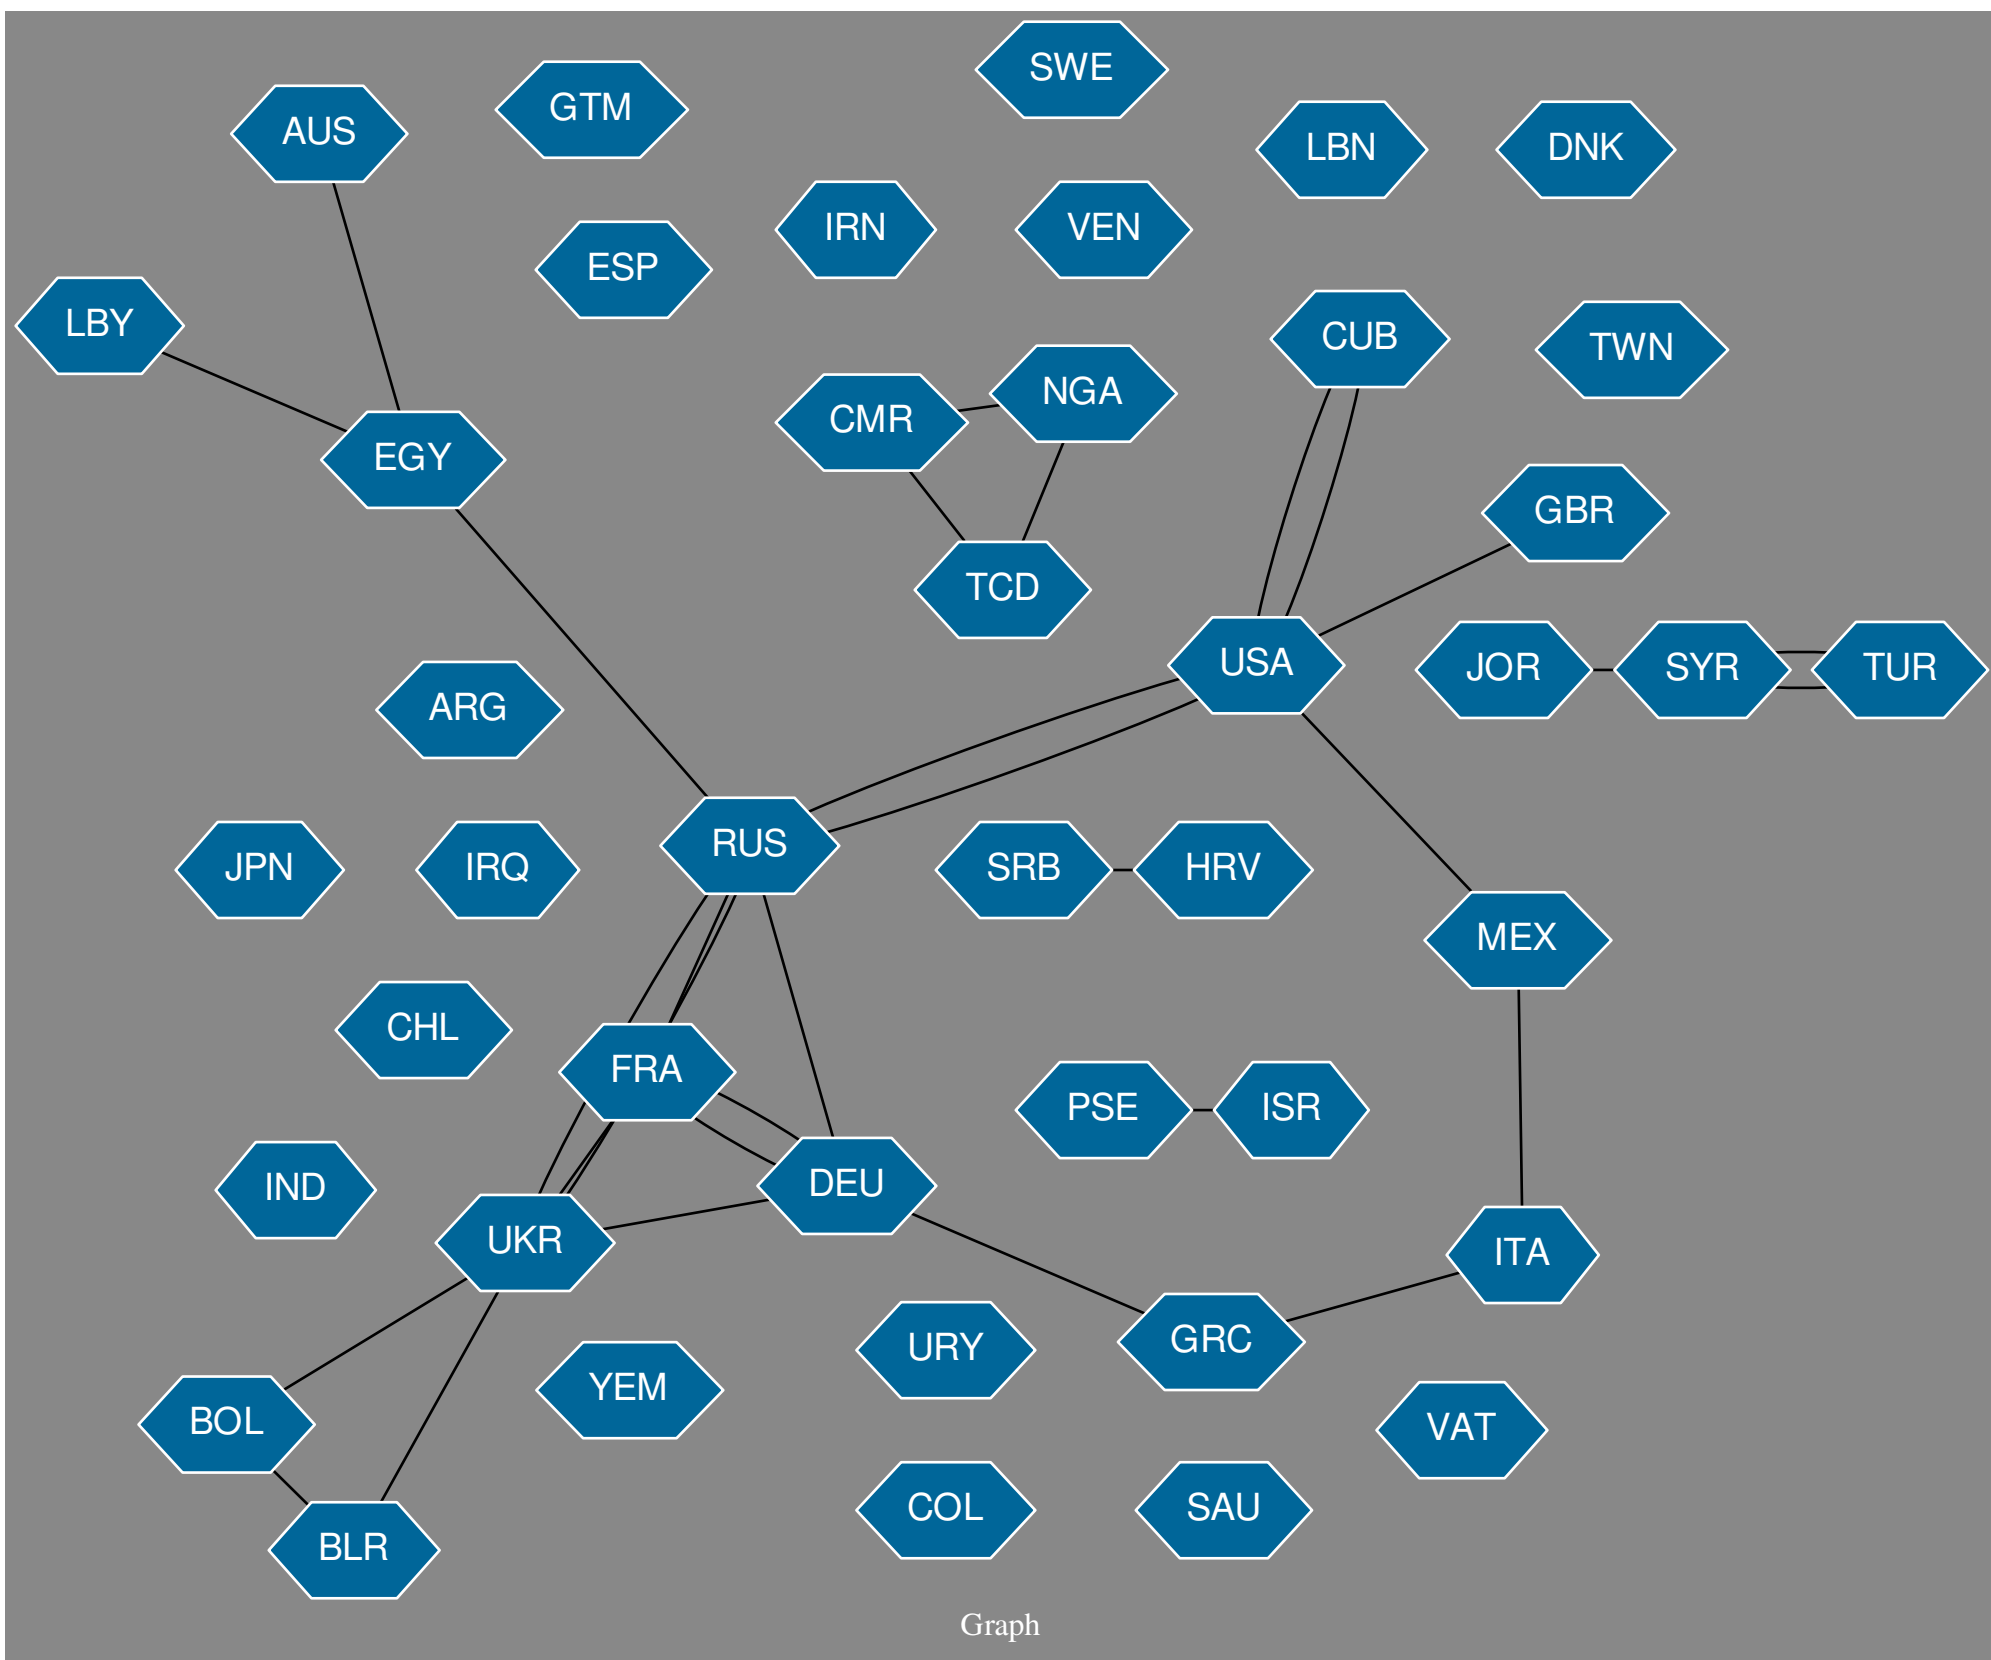 SWE
GTM
AUS
LBN
DNK
IRN
VEN
ESP
LBY
CUB
TWN
NGA
CMR
EGY
GBR
TCD
USA
JOR
SYR
TUR
ARG
RUS
JPN
IRQ
SRB
HRV
MEX
CHL
FRA
PSE
ISR
IND
DEU
UKR
ITA
GRC
URY
YEM
BOL
VAT
COL
SAU
BLR
Graph